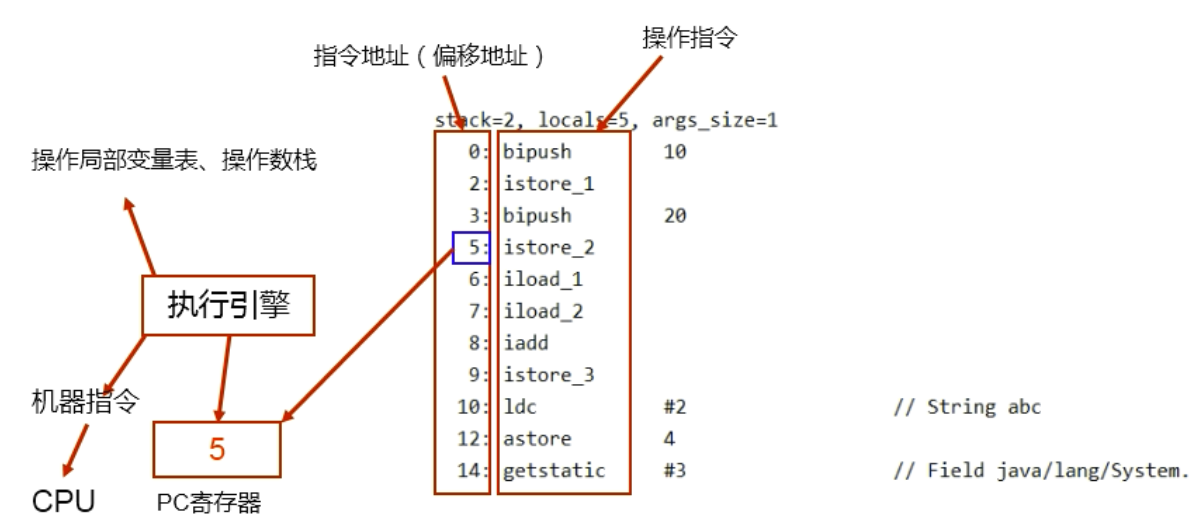 操作指令
指令地址（偏移地址）
stack=2, locals=5, args_size=1
0: bipush 10
2: istore_1
3: bipush 20
5: istore_2
6: iload_1
7: iload_2
8: iadd
9: istore_3
10: ldc #2 // String abc
12: astore 4
14: getstatic #3 // Field java/lang/System.
操作局部变量表、操作数栈
执行引擎
机器指令
5
CPU
PC寄存器